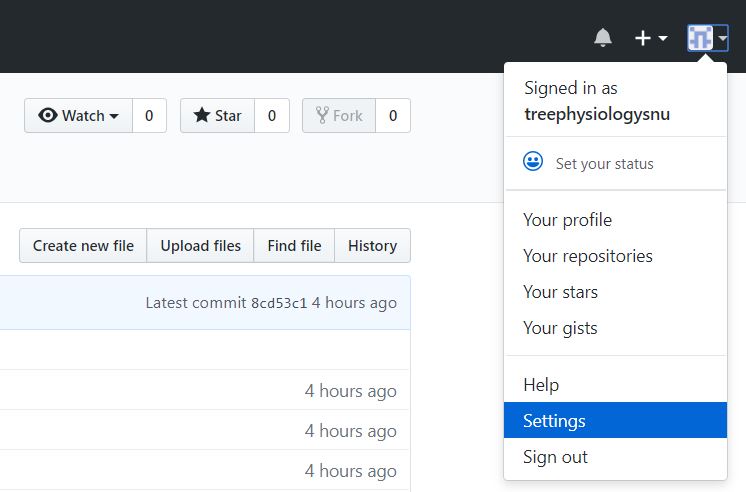 Watch 0
Star 0
Fork 0
Create new file
Upload files
Find file
History
Latest commit 8cd53c1 4 hours ago
4 hours ago
4 hours ago
4 hours ago
Signed in as
treephysiologysnu
Set your status
Your profile
Your repositories
Your stars
Your gists
Help
Settings
Sign out